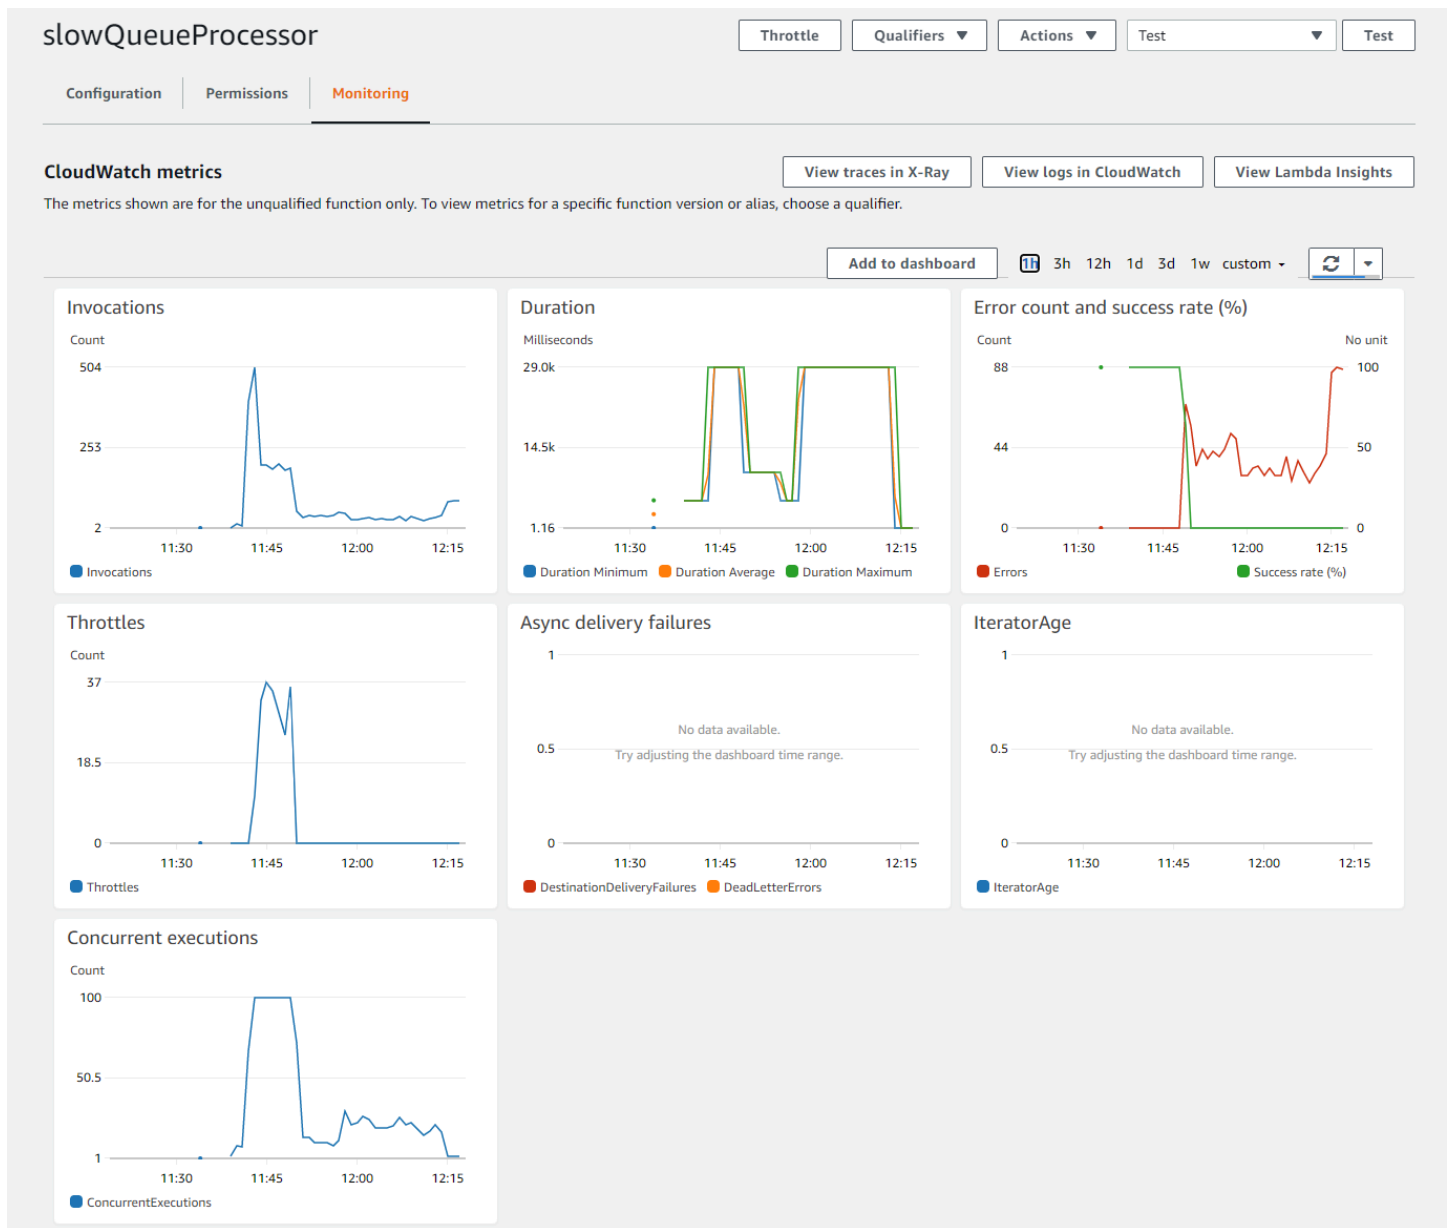 slowQueueProcessor
Throttle
Qualifiers
Actions
Test
Test
Configuration
Permissions
Monitoring
CloudWatch metrics
View traces in X-Ray
View logs in CloudWatch
View Lambda Insights
The metrics shown are for the unqualified function only. To view metrics for a specific function version or alias, choose a qualifier.
Add to dashboard
1h 3h 12h 1d 3d 1w custom
Invocations
Count
504
253
2
11:30 11:45 12:00 12:15
Invocations
Duration
Milliseconds
29.0k
14.5k
1.16
11:30 11:45 12:00 12:15
Duration Minimum Duration Average Duration Maximum
Error count and success rate (%)
Count No unit
88 100
44 50
0 0
11:30 11:45 12:00 12:15
Errors Success rate (%)
Throttles
Count
37
18.5
0
11:30 11:45 12:00 12:15
Throttles
Async delivery failures
1
No data available.
0.5
Try adjusting the dashboard time range.
0
11:30 11:45 12:00 12:15
DestinationDeliveryFailures DeadLetterErrors
IteratorAge
1
No data available.
0.5
Try adjusting the dashboard time range.
0
11:30 11:45 12:00 12:15
IteratorAge
Concurrent executions
Count
100
50.5
1
11:30 11:45 12:00 12:15
ConcurrentExecutions